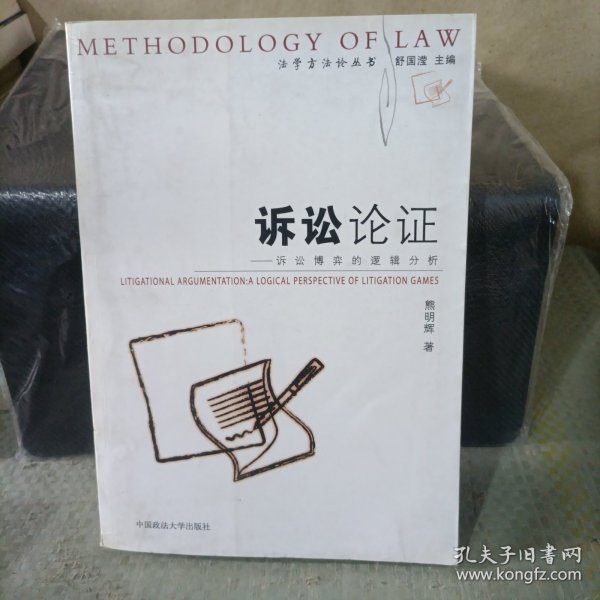 METHODOLOGY OF LAW
法学方法论丛书 舒国滢 主编
诉讼论证
——诉讼博弈的逻辑分析
LITIGATIONAL ARGUMENTATION:A LOGICAL PERSPECTIVE OF LITIGATION GAMES
熊明辉 著
中国政法大学出版社
孔夫子旧书网
www.kongfz.com